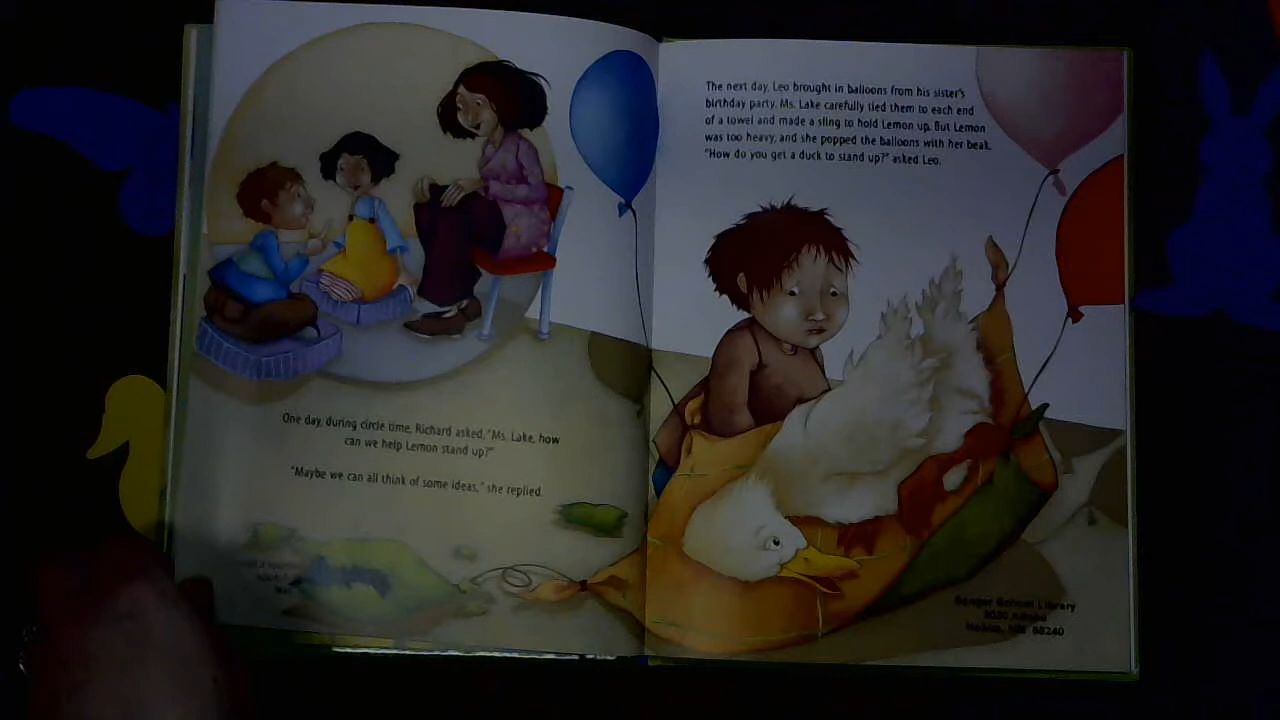 One day, during circle time, Richard asked, "Ms. Lake, how
can we help Lemon stand up?"
"Maybe we can all think of some ideas," she replied.
The next day, Leo brought in balloons from his sister's
birthday party. Ms. Lake carefully tied them to each end
of a towel and made a sling to hold Lemon up. But Lemon
was too heavy, and she popped the balloons with her beak.
"How do you get a duck to stand up?" asked Leo.
School Library
88240